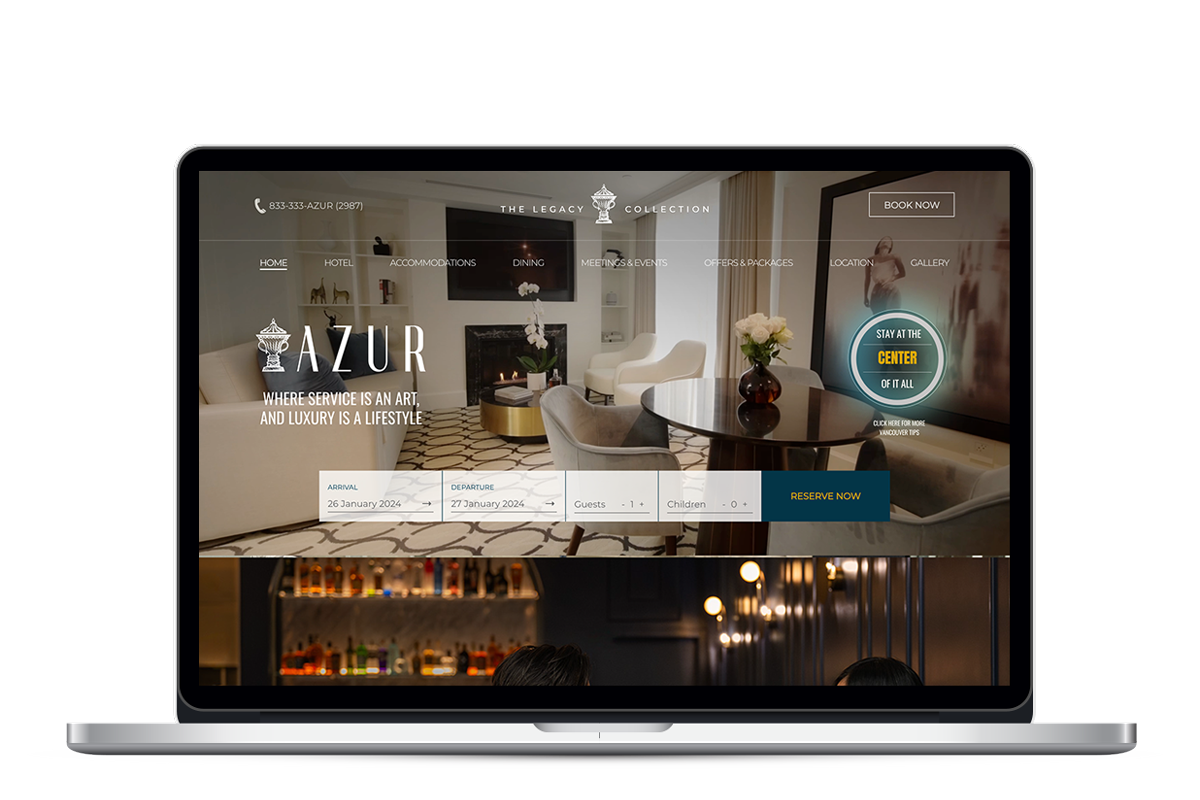 833-333-AZUR (2987)
THE LEGACY COLLECTION
BOOK NOW
HOME HOTEL ACCOMMODATIONS DINING MEETINGS & EVENTS OFFERS & PACKAGES LOCATION GALLERY
AZUR
WHERE SERVICE IS AN ART,
AND LUXURY IS A LIFESTYLE
STAY AT THE
CENTER
OF IT ALL
CLICK HERE FOR MORE
VANCOUVER TIPS
ARRIVAL DEPARTURE
26 January 2024 → 27 January 2024 → Guests - 1 + Children - 0 +
RESERVE NOW